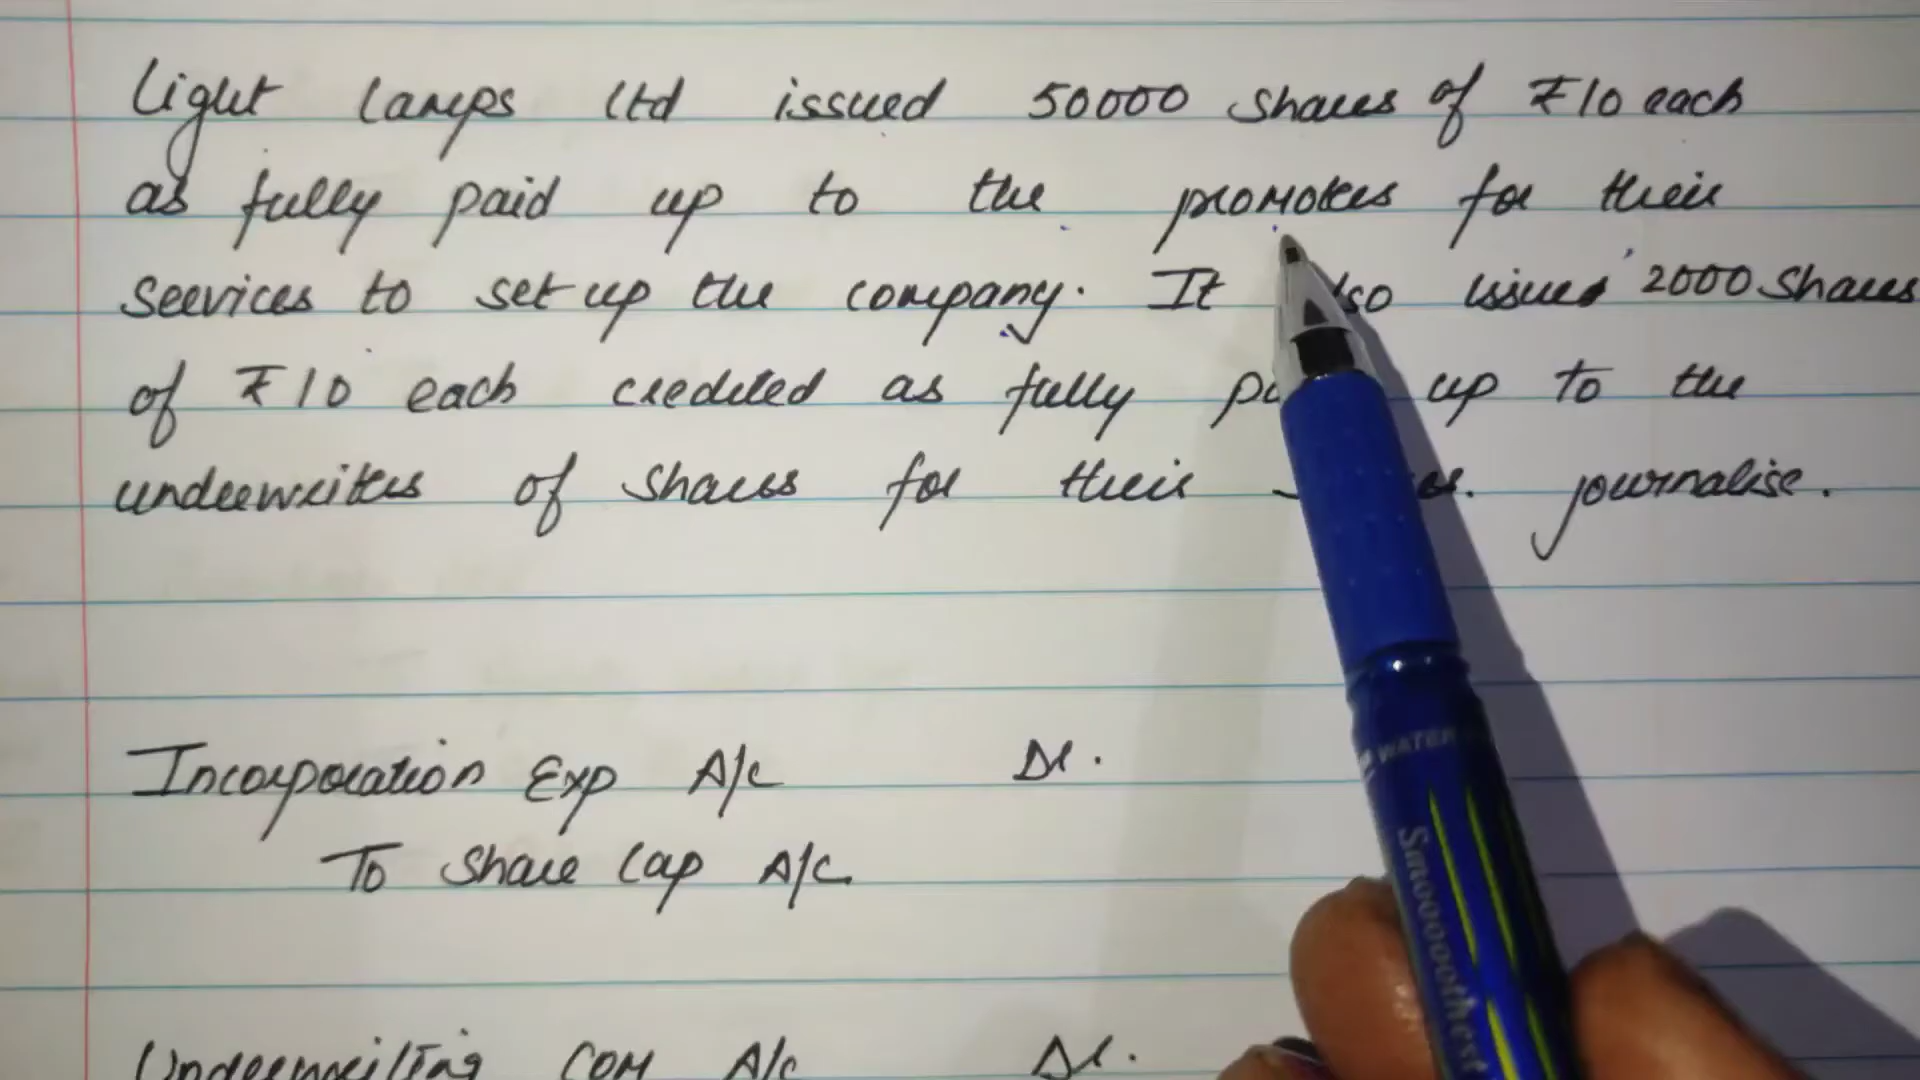 Light Lamps Ltd issued 50000 shares of ₹10 each
as fully paid up to the promoters for their
services to set up the company. It also issued 2000 shares
of ₹10 each credited as fully up to the
underwriters of shares for their journalise.
Incorporation Exp A/c Dr.
To Share Cap A/c
Underwriting com A/c Dr.
WATER
Smooooothest